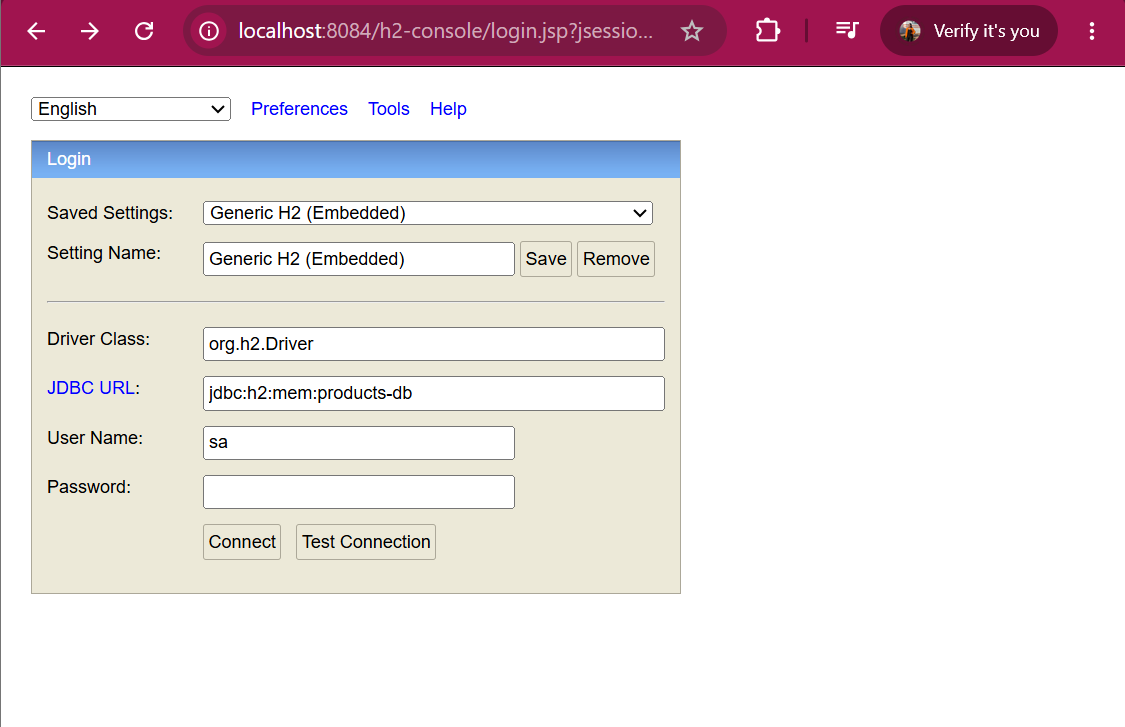 localhost:8084/h2-console/login.jsp?jsessio...
Verify it's you
English Preferences Tools Help
Login
Saved Settings: Generic H2 (Embedded)
Setting Name: Generic H2 (Embedded) Save Remove
Driver Class: org.h2.Driver
JDBC URL: jdbc:h2:mem:products-db
User Name: sa
Password:
Connect Test Connection